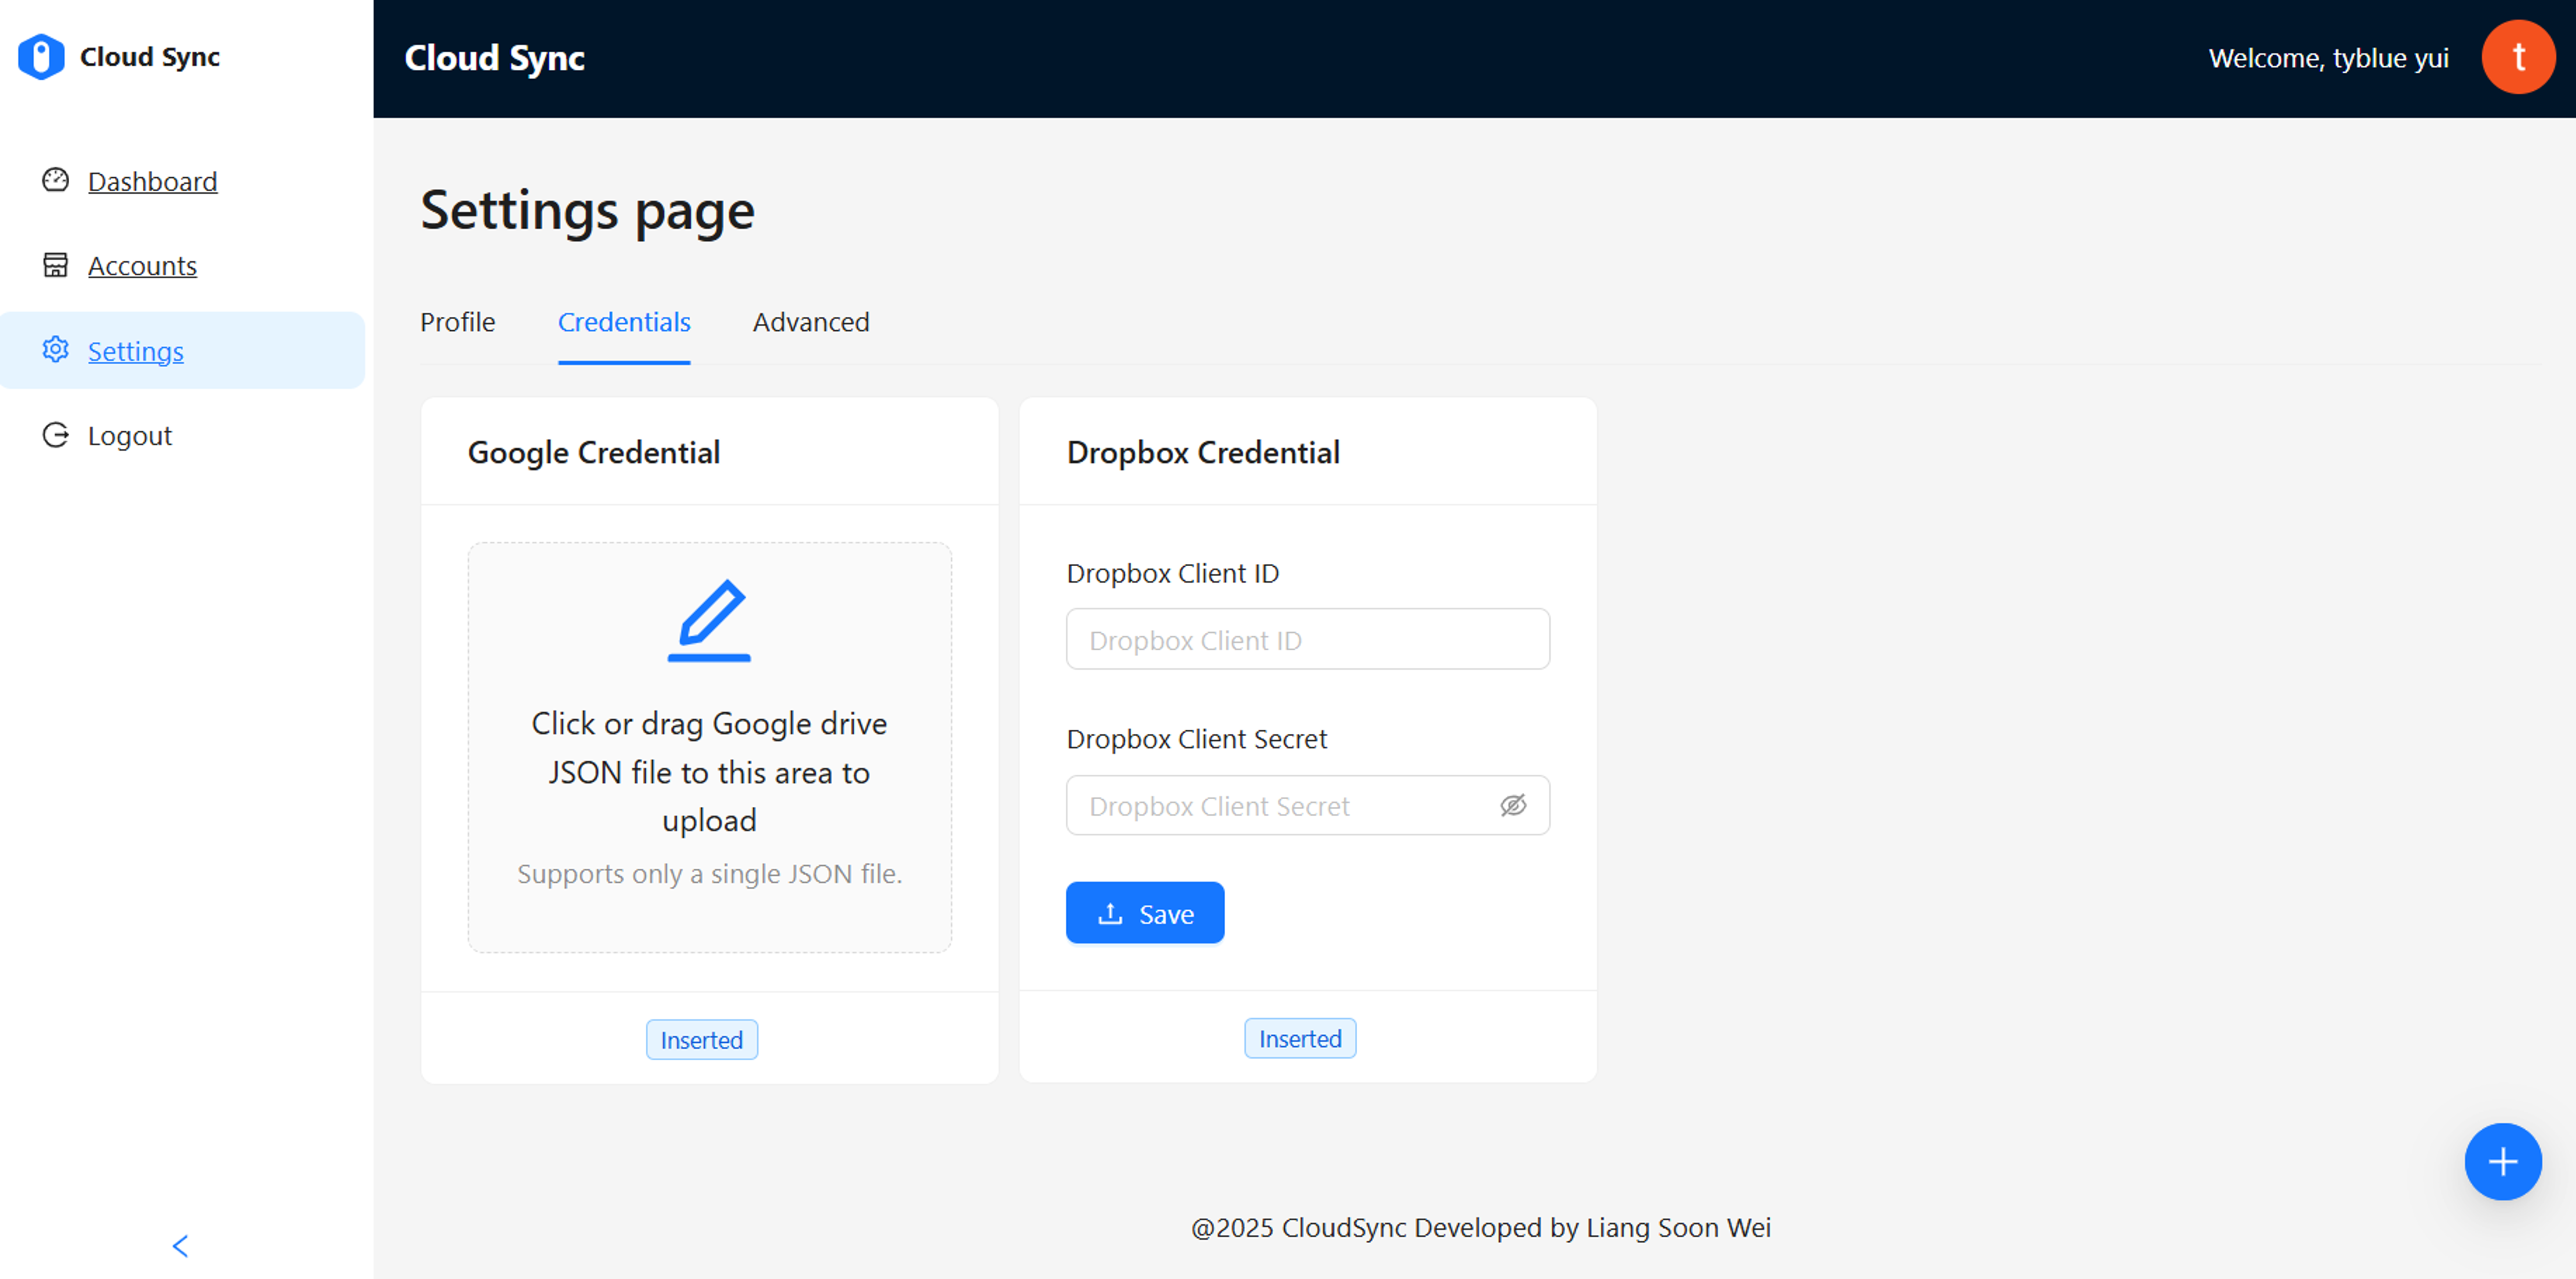 Cloud Sync
Dashboard
Accounts
Settings
Logout
Cloud Sync
Welcome, tyblue yui
t
Settings page
Profile
Credentials
Advanced
Google Credential
Click or drag Google drive
JSON file to this area to
upload
Supports only a single JSON file.
Inserted
Dropbox Credential
Dropbox Client ID
Dropbox Client ID
Dropbox Client Secret
Dropbox Client Secret
Save
Inserted
@2025 CloudSync Developed by Liang Soon Wei